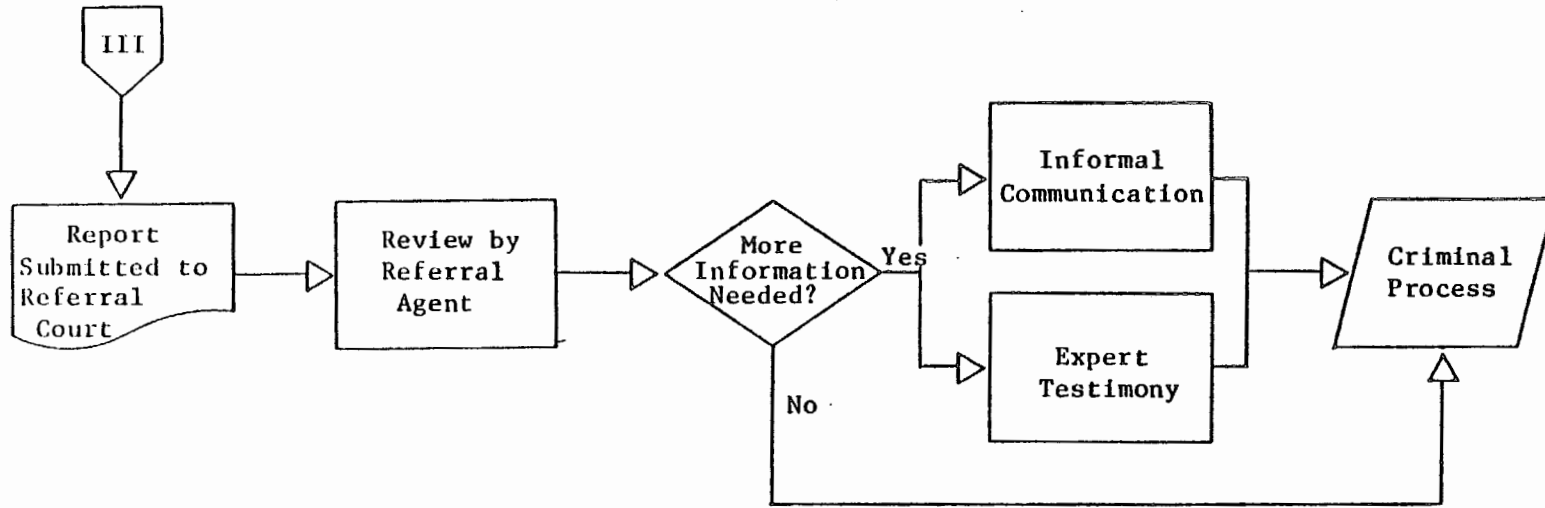 III
Report
Submitted to
Referral
Court
Review by
Referral
Agent
More
Information
Needed?
Yes
No
Informal
Communication
Expert
Testimony
Criminal
Process